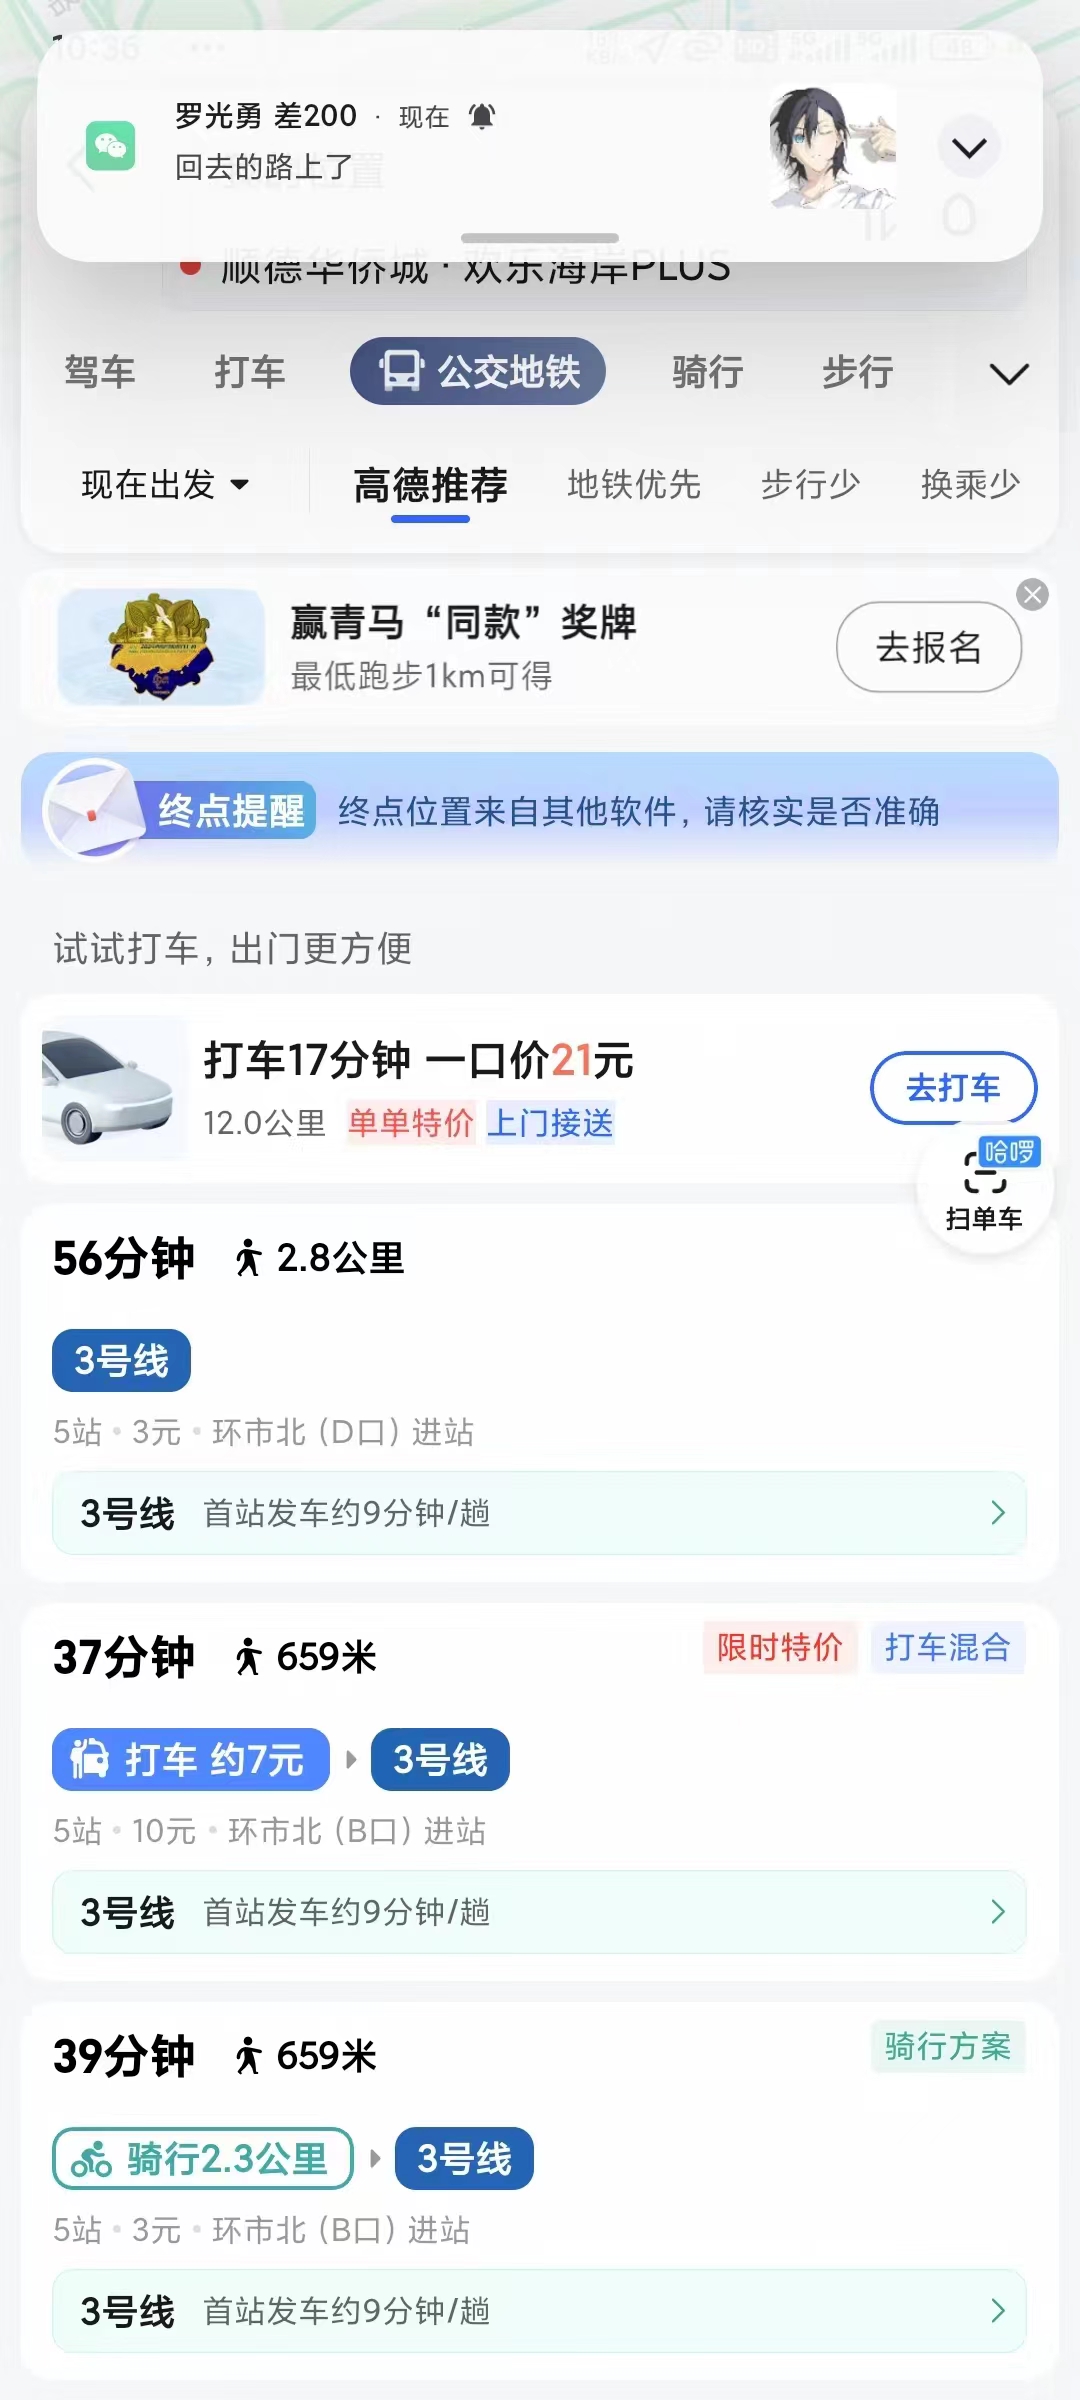 10:36
罗光勇 差200 · 现在
回去的路上了
顺德华侨城 · 欢乐海岸PLUS
驾车 打车 公交地铁 骑行 步行
现在出发 高德推荐 地铁优先 步行少 换乘少
赢青马“同款”奖牌
最低跑步1km可得
去报名
终点提醒 终点位置来自其他软件，请核实是否准确
试试打车，出门更方便
打车17分钟 一口价21元
12.0公里 单单特价 上门接送
去打车
哈啰
扫单车
56分钟 2.8公里
3号线
5站 · 3元 · 环市北（D口）进站
3号线 首站发车约9分钟/趟
37分钟 659米 限时特价 打车混合
打车 约7元 3号线
5站 · 10元 · 环市北（B口）进站
3号线 首站发车约9分钟/趟
39分钟 659米 骑行方案
骑行2.3公里 3号线
5站 · 3元 · 环市北（B口）进站
3号线 首站发车约9分钟/趟